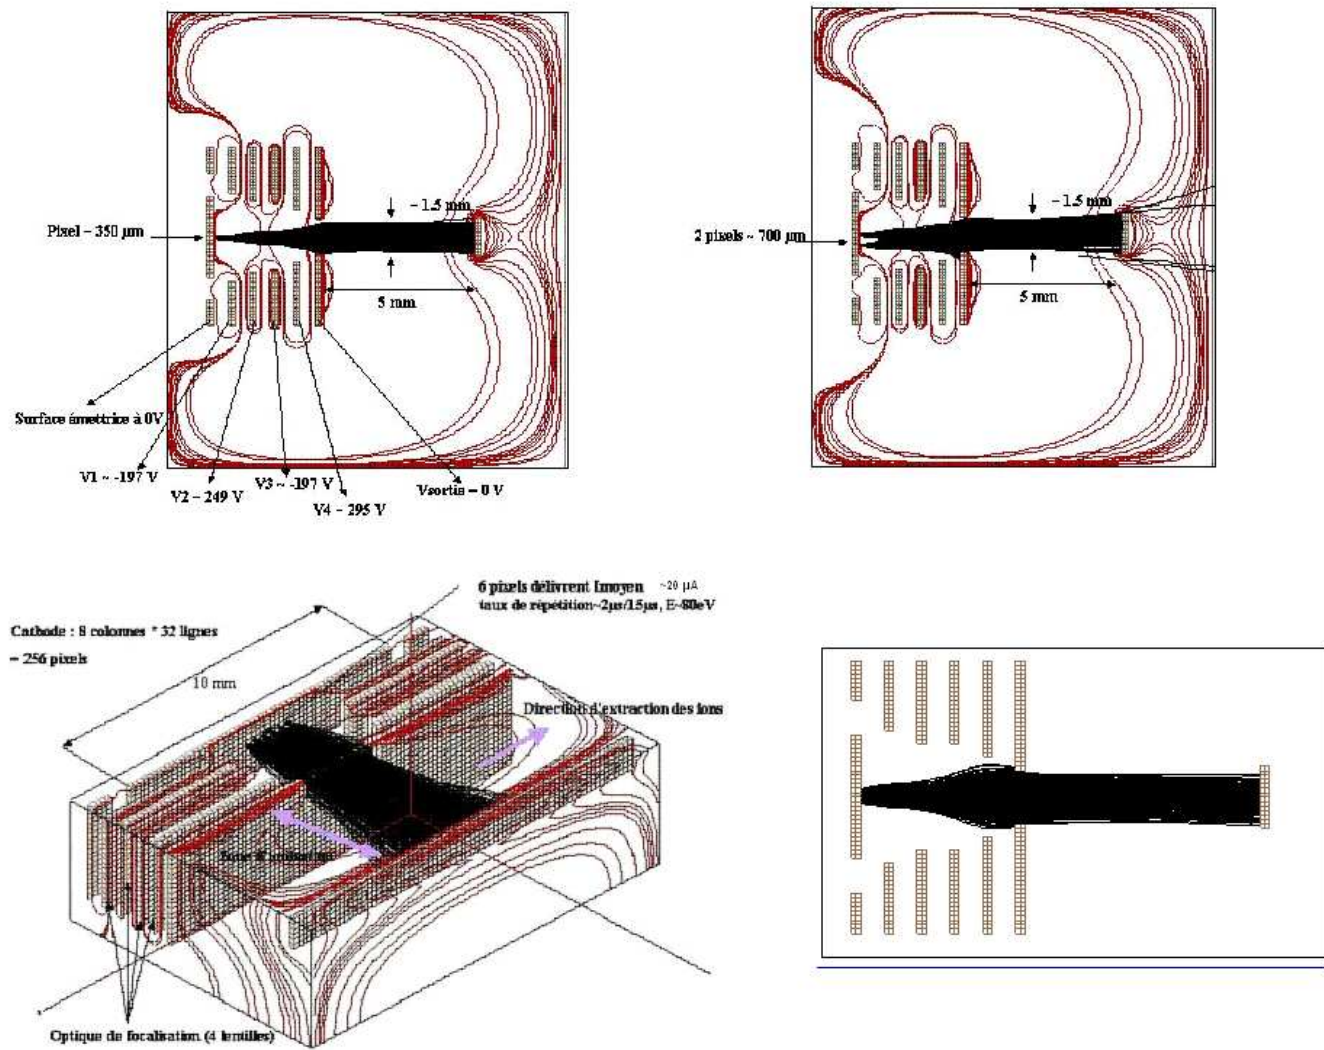 ~ 1.5 mm
Pixel ~ 350 µm
5 mm
Surface émettrice à 0V
V1 ~ -197 V
V2 ~ 249 V
V3 ~ -197 V
V4 ~ 295 V
Vsortie = 0 V
~ 1.5 mm
2 pixels ~ 700 µm
5 mm
6 pixels délivrent Imoyen ~20 µA
taux de répétition~2µs/15µs, E~80eV
Cathode : 8 colonnes * 32 lignes
= 256 pixels
10 mm
Direction d'extraction des ions
Zone d'ionisation
Optique de focalisation (4 lentilles)